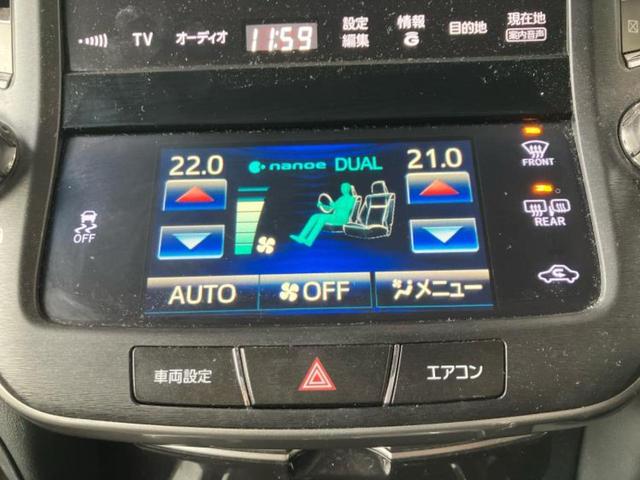 TV オーディオ 11:59 設定編集 情報 G 目的地 現在地 案内音声
22.0 nanoe DUAL 21.0
FRONT
OFF
REAR
AUTO OFF メニュー
車両設定 エアコン